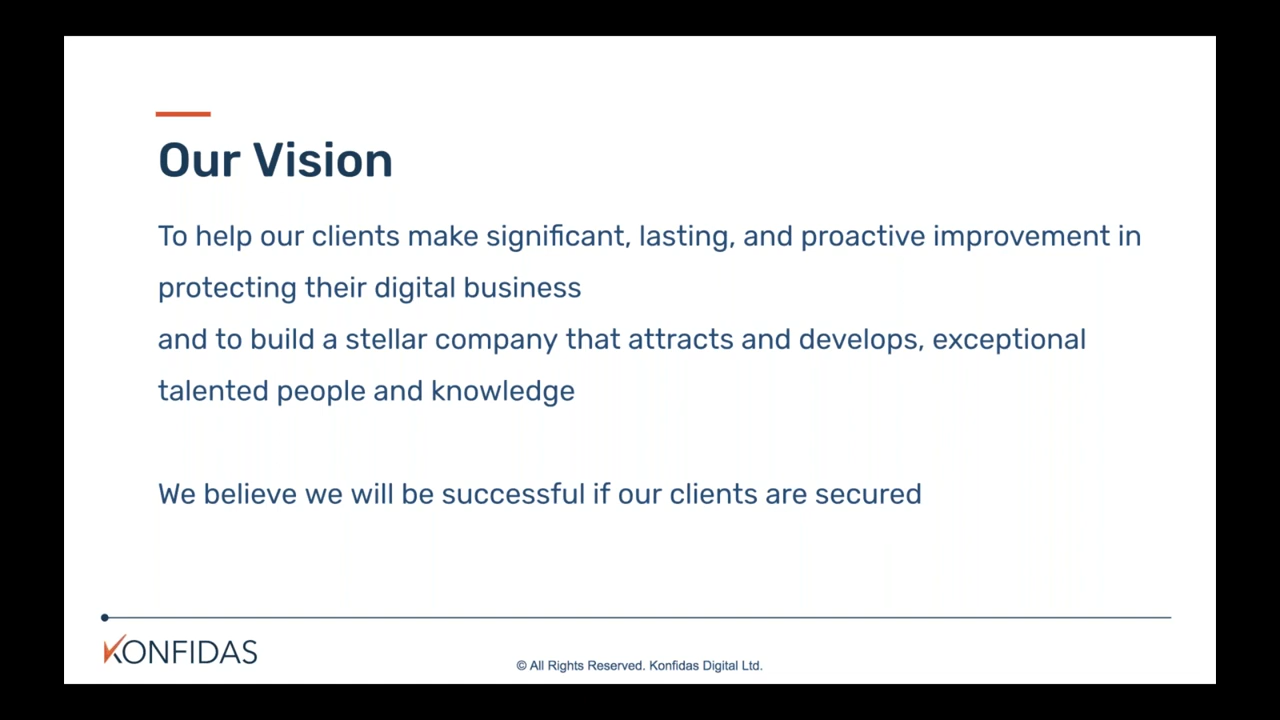 Our Vision
To help our clients make significant, lasting, and proactive improvement in
protecting their digital business
and to build a stellar company that attracts and develops, exceptional
talented people and knowledge
We believe we will be successful if our clients are secured
KONFIDAS
© All Rights Reserved. Konfidas Digital Ltd.